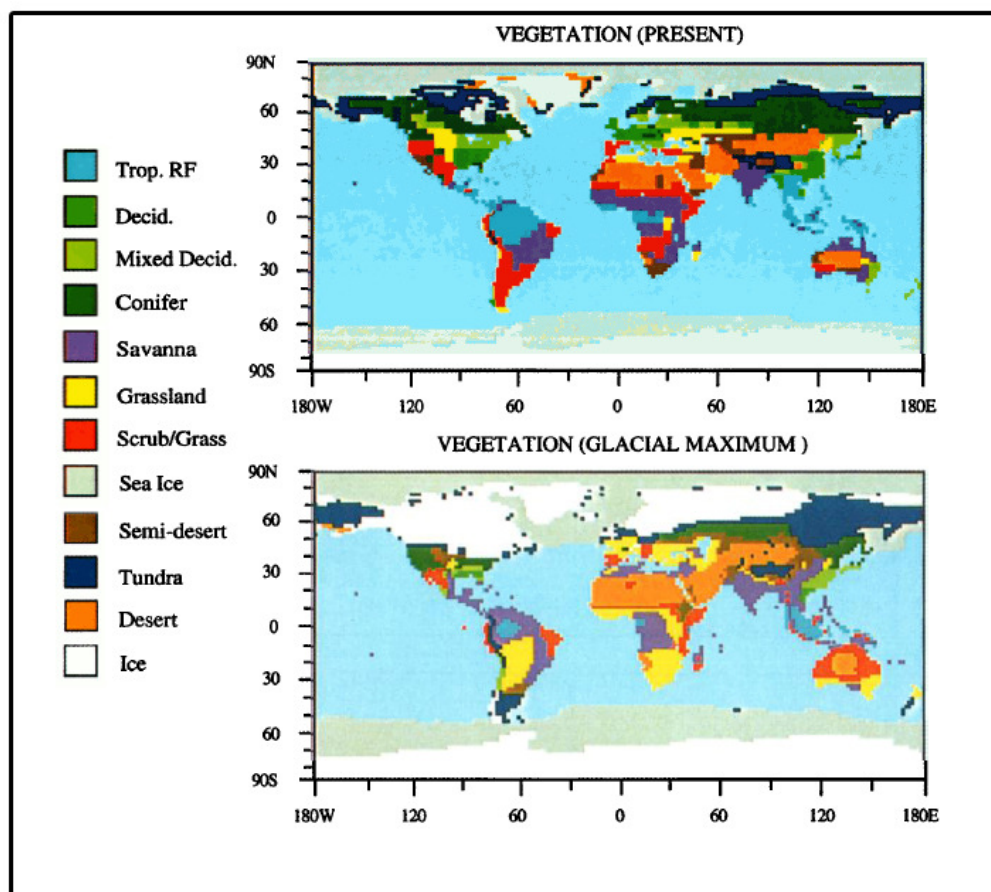 VEGETATION (PRESENT)
90N
60
30
0
30
60
90S
180W
120
60
0
60
120
180E
Trop. RF
Decid.
Mixed Decid.
Conifer
Savanna
Grassland
Scrub/Grass
Sea Ice
Semi-desert
Tundra
Desert
Ice
VEGETATION (GLACIAL MAXIMUM )
90N
60
30
0
30
60
90S
180W
120
60
0
60
120
180E